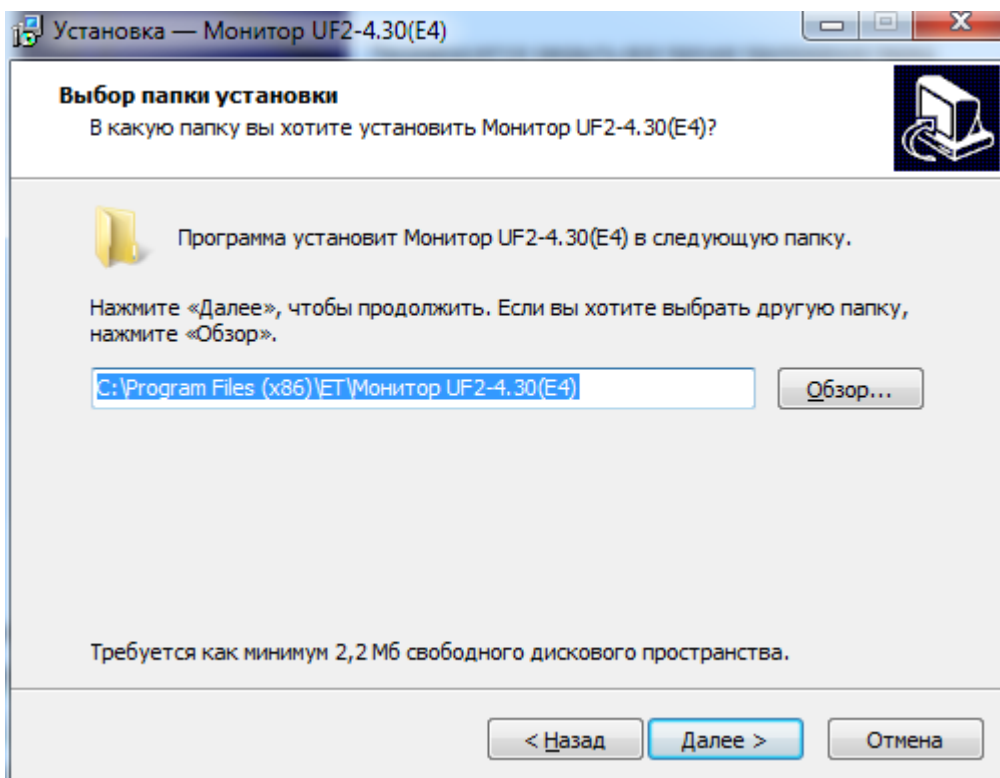 Установка — Монитор UF2-4.30(E4)
Выбор папки установки
В какую папку вы хотите установить Монитор UF2-4.30(E4)?
Программа установит Монитор UF2-4.30(E4) в следующую папку.
Нажмите «Далее», чтобы продолжить. Если вы хотите выбрать другую папку,
нажмите «Обзор».
C:\Program Files (x86)\ET\Монитор UF2-4.30(E4)
Обзор...
Требуется как минимум 2,2 Мб свободного дискового пространства.
< Назад
Далее >
Отмена